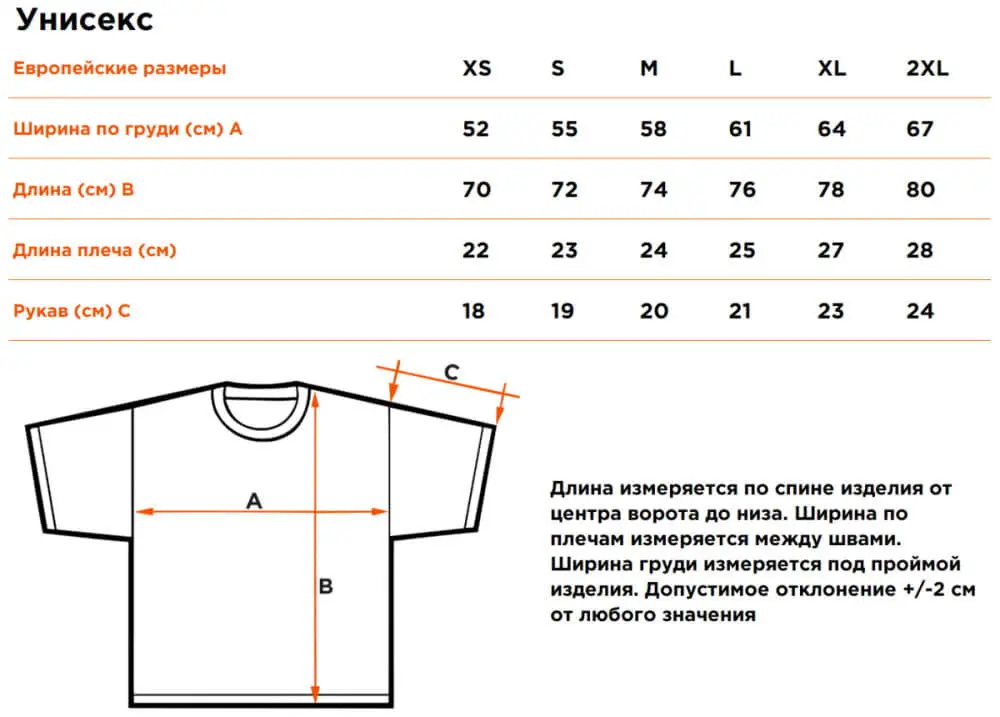 Унисекс
Европейские размеры XS S M L XL 2XL
Ширина по груди (см) A 52 55 58 61 64 67
Длина (см) B 70 72 74 76 78 80
Длина плеча (см) 22 23 24 25 27 28
Рукав (см) C 18 19 20 21 23 24
C
A
B
Длина измеряется по спине изделия от
центра ворота до низа. Ширина по
плечам измеряется между швами.
Ширина груди измеряется под проймой
изделия. Допустимое отклонение +/-2 см
от любого значения